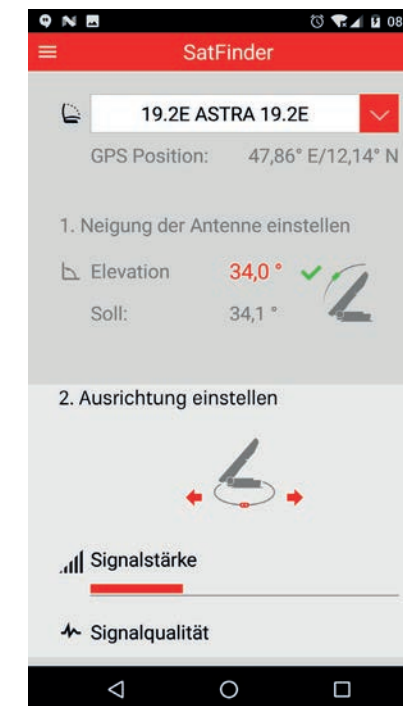 08
SatFinder
19.2E ASTRA 19.2E
GPS Position: 47,86° E/12,14° N
1. Neigung der Antenne einstellen
Elevation 34,0 °
Soll: 34,1 °
2. Ausrichtung einstellen
Signalstärke
Signalqualität